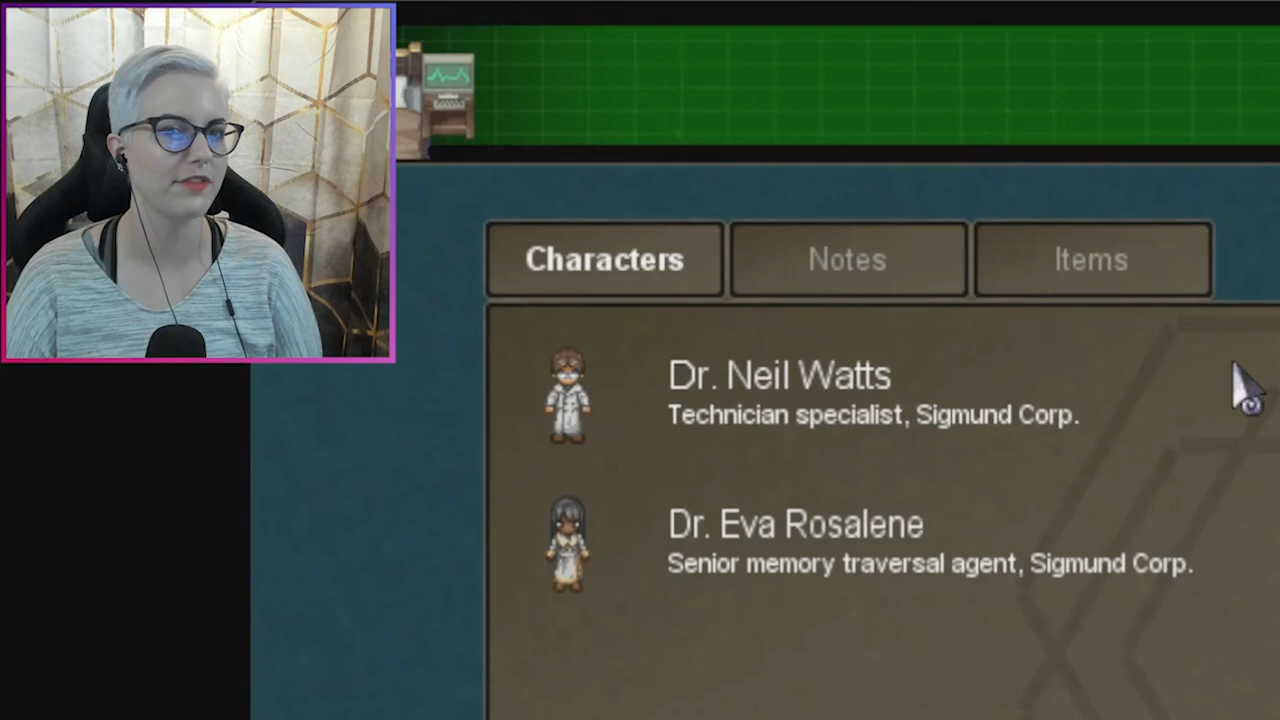 Characters
Notes
Items
Dr. Neil Watts
Technician specialist, Sigmund Corp.
Dr. Eva Rosalene
Senior memory traversal agent, Sigmund Corp.